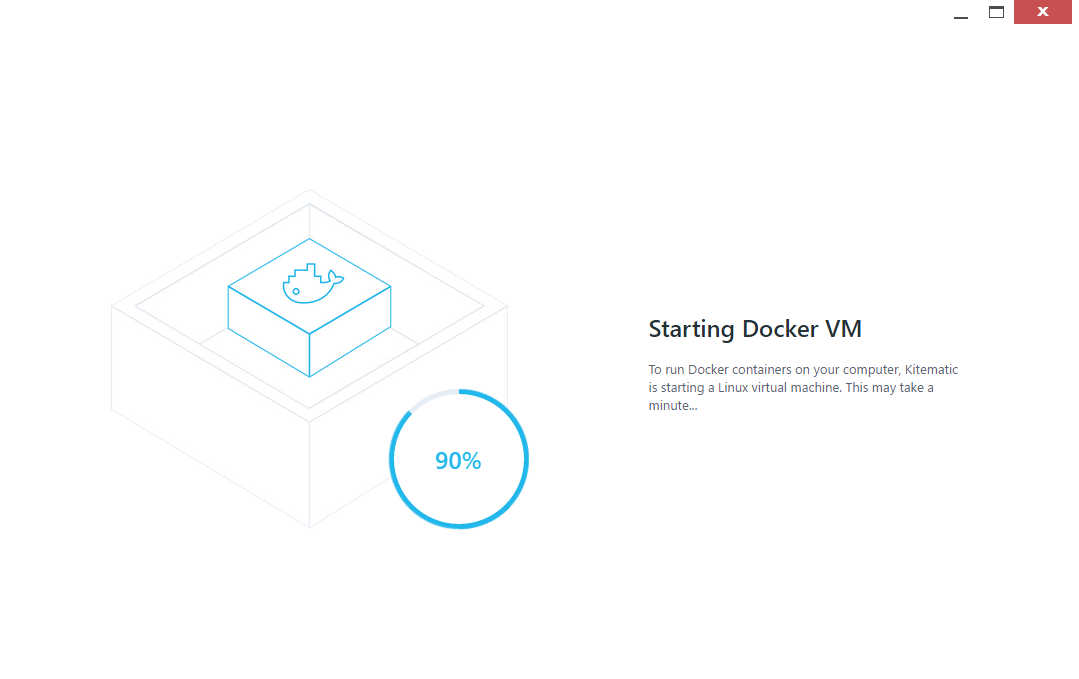 Starting Docker VM
To run Docker containers on your computer, Kitematic
is starting a Linux virtual machine. This may take a
minute...
90%